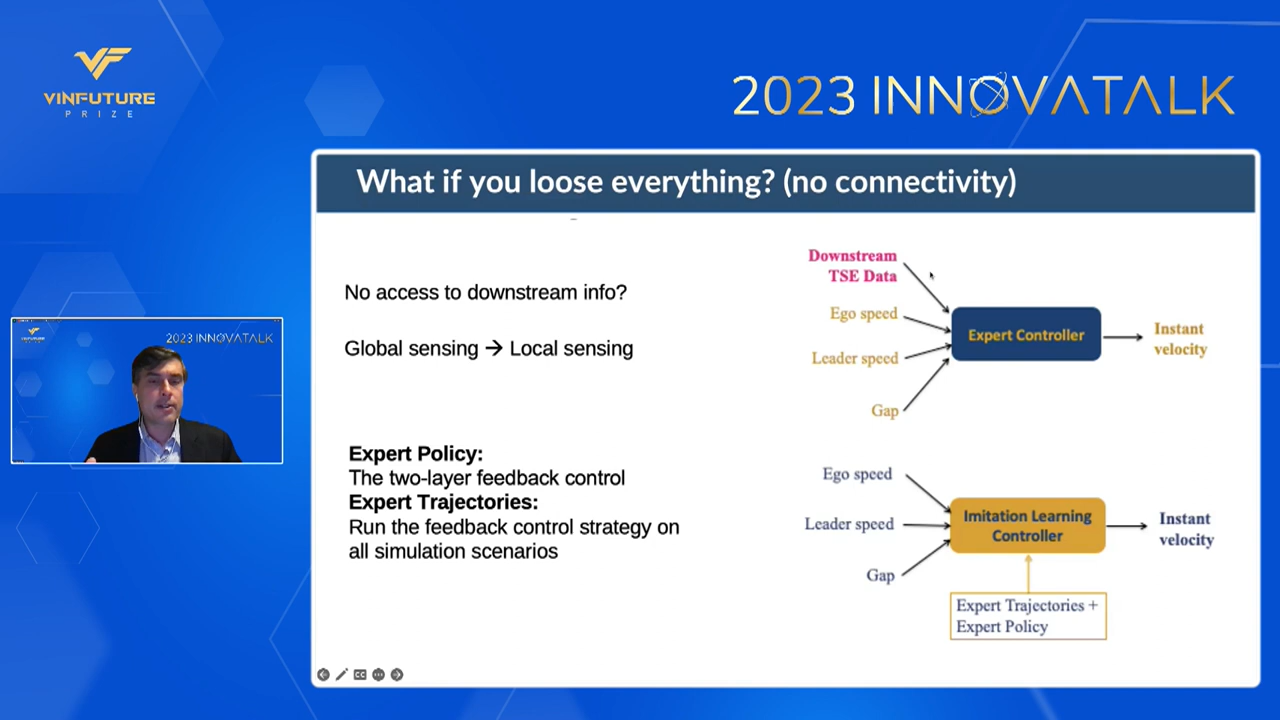 VINFUTURE
PRIZE
2023 INNOVATALK
What if you loose everything? (no connectivity)
No access to downstream info?
Global sensing → Local sensing
Expert Policy:
The two-layer feedback control
Expert Trajectories:
Run the feedback control strategy on
all simulation scenarios
Downstream
TSE Data
Ego speed
Leader speed
Gap
Expert Controller
Instant
velocity
Ego speed
Leader speed
Gap
Imitation Learning
Controller
Instant
velocity
Expert Trajectories +
Expert Policy
2023 INNOVATALK
CC